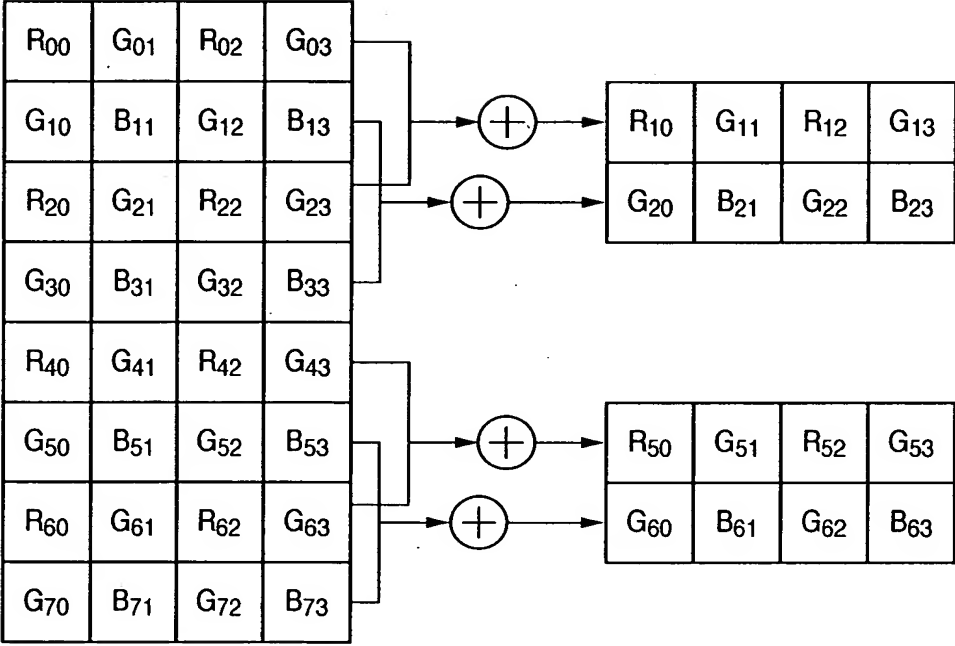 R00 G01 R02 G03
G10 B11 G12 B13
R20 G21 R22 G23
G30 B31 G32 B33
R40 G41 R42 G43
G50 B51 G52 B53
R60 G61 R62 G63
G70 B71 G72 B73
R10 G11 R12 G13
G20 B21 G22 B23
R50 G51 R52 G53
G60 B61 G62 B63